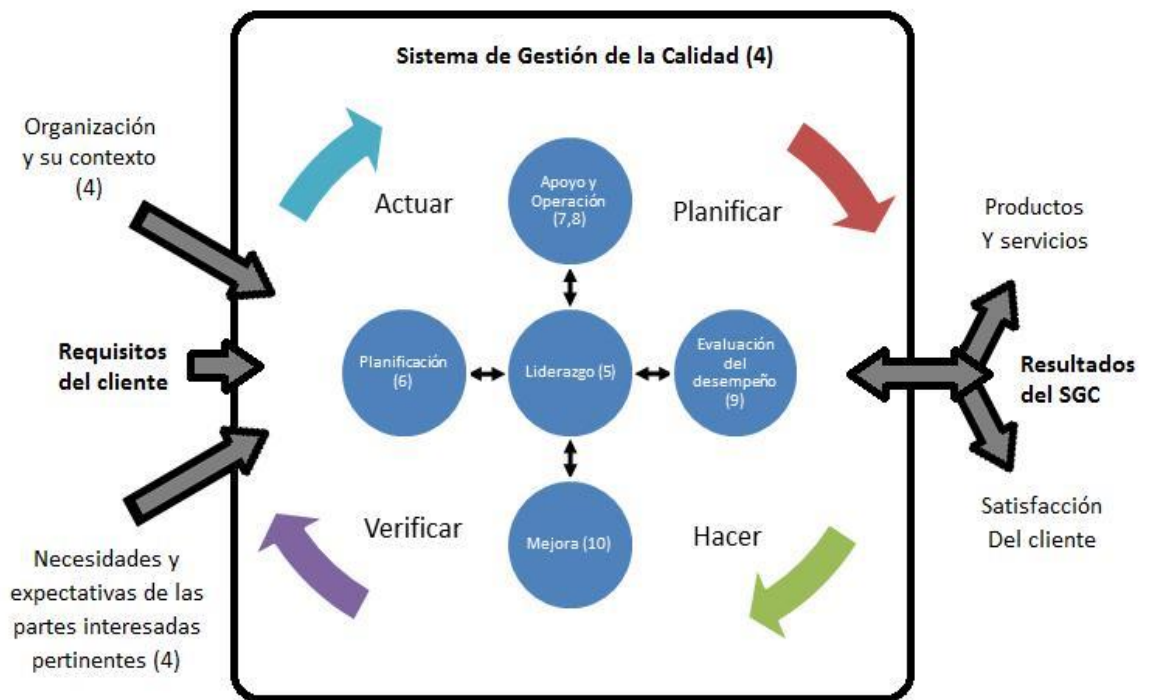 Sistema de Gestión de la Calidad (4)
Organización
y su contexto
(4)
Requisitos
del cliente
Necesidades y
expectativas de las
partes interesadas
pertinentes (4)
Actuar
Apoyo y
Operación
(7,8)
Planificar
Planificación
(6)
Liderazgo (5)
Evaluación
del
desempeño
(9)
Verificar
Mejora (10)
Hacer
Productos
Y servicios
Resultados
del SGC
Satisfacción
Del cliente